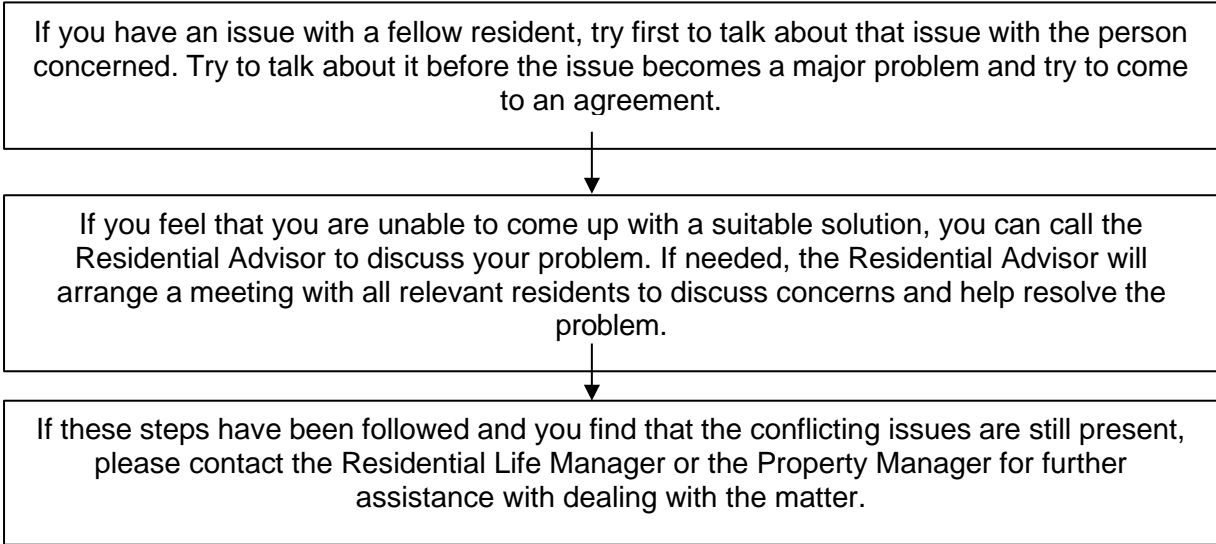 If you have an issue with a fellow resident, try first to talk about that issue with the person
concerned. Try to talk about it before the issue becomes a major problem and try to come
to an agreement.
If you feel that you are unable to come up with a suitable solution, you can call the
Residential Advisor to discuss your problem. If needed, the Residential Advisor will
arrange a meeting with all relevant residents to discuss concerns and help resolve the
problem.
If these steps have been followed and you find that the conflicting issues are still present,
please contact the Residential Life Manager or the Property Manager for further
assistance with dealing with the matter.